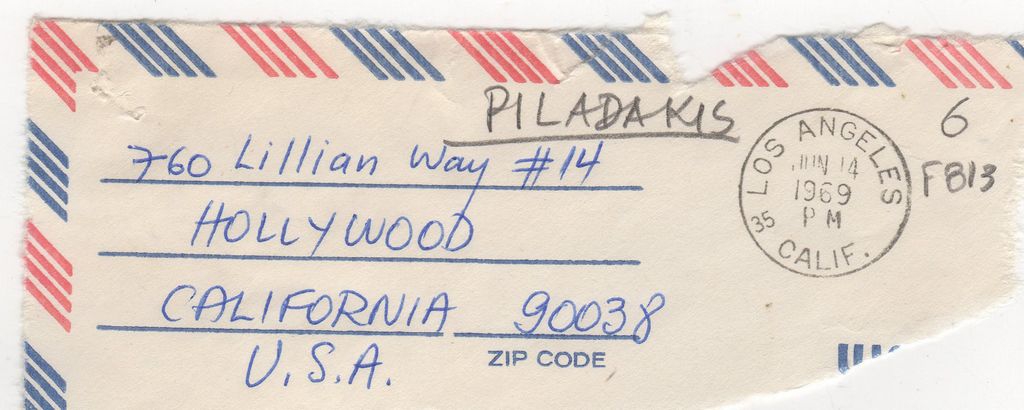 PILADAKIS
760 Lillian Way #14
HOLLYWOOD
CALIFORNIA 90038
ZIP CODE
U.S.A.
LOS ANGELES
JUN 14
1969
PM
35
CALIF.
6
FB13